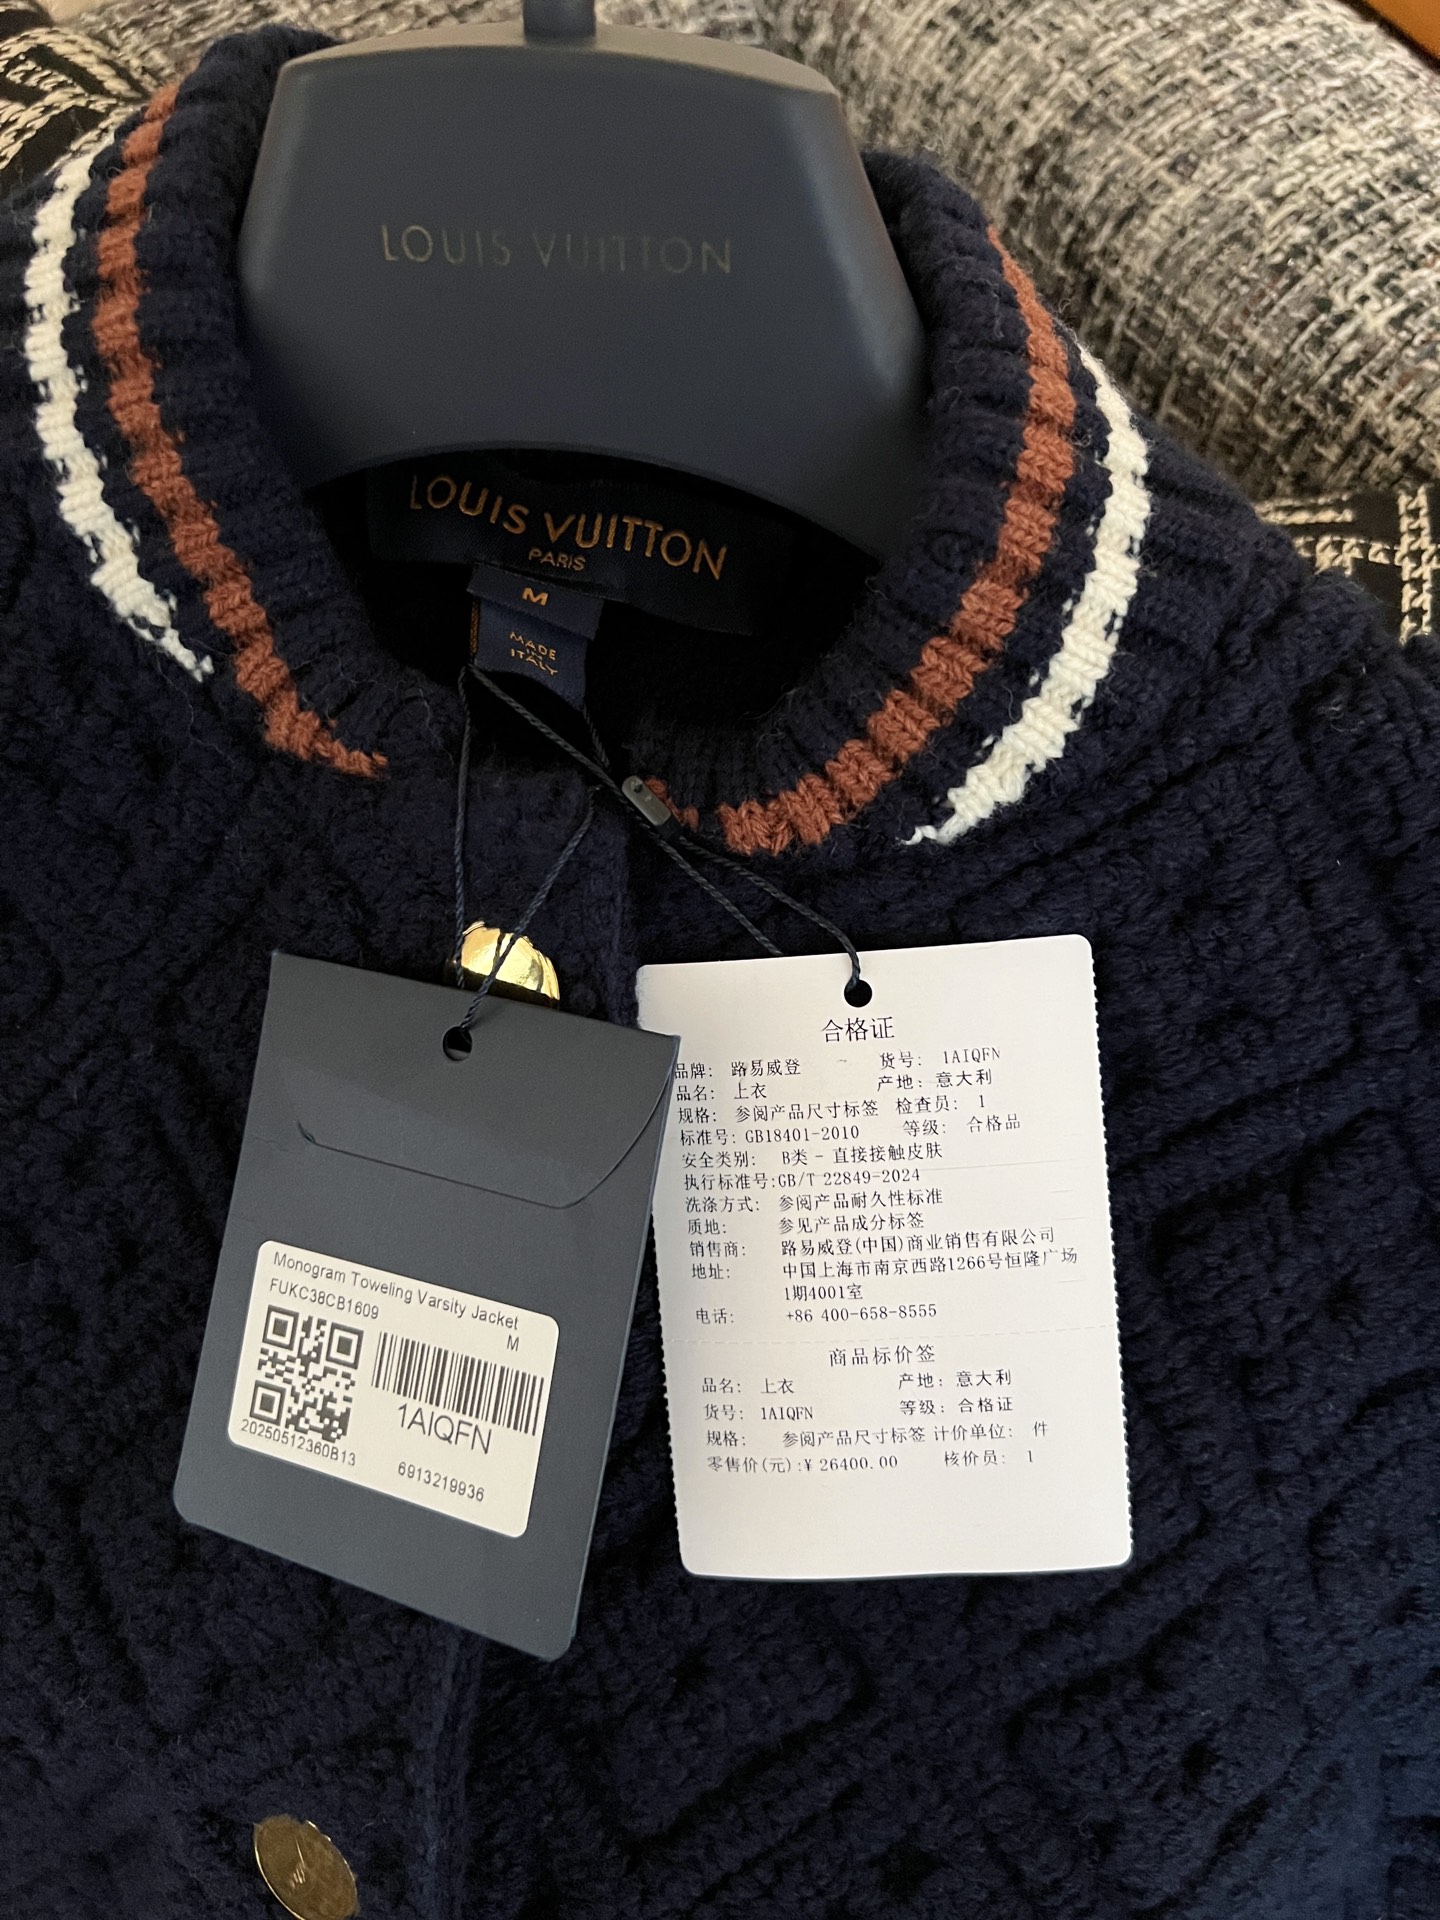 LOUIS VUITTON
LOUIS VUITTON
PARIS
M
MADE
IN
ITALY
Monogram Toweling Varsity Jacket
FUKC38CB1609
M
1AIQFN
20250512360B13
6913219936
合格证
品牌: 路易威登 货号: 1AIQFN
品名: 上衣 产地: 意大利
规格: 参阅产品尺寸标签 检查员: 1
标准号: GB18401-2010 等级: 合格品
安全类别: B类 - 直接接触皮肤
执行标准号:GB/T 22849-2024
洗涤方式: 参阅产品耐久性标准
质地: 参见产品成分标签
销售商: 路易威登(中国)商业销售有限公司
地址: 中国上海市南京西路1266号恒隆广场
1期4001室
电话: +86 400-658-8555
商品标价签
品名: 上衣 产地: 意大利
货号: 1AIQFN 等级: 合格证
规格: 参阅产品尺寸标签 计价单位: 件
零售价(元):¥ 26400.00 核价员: 1